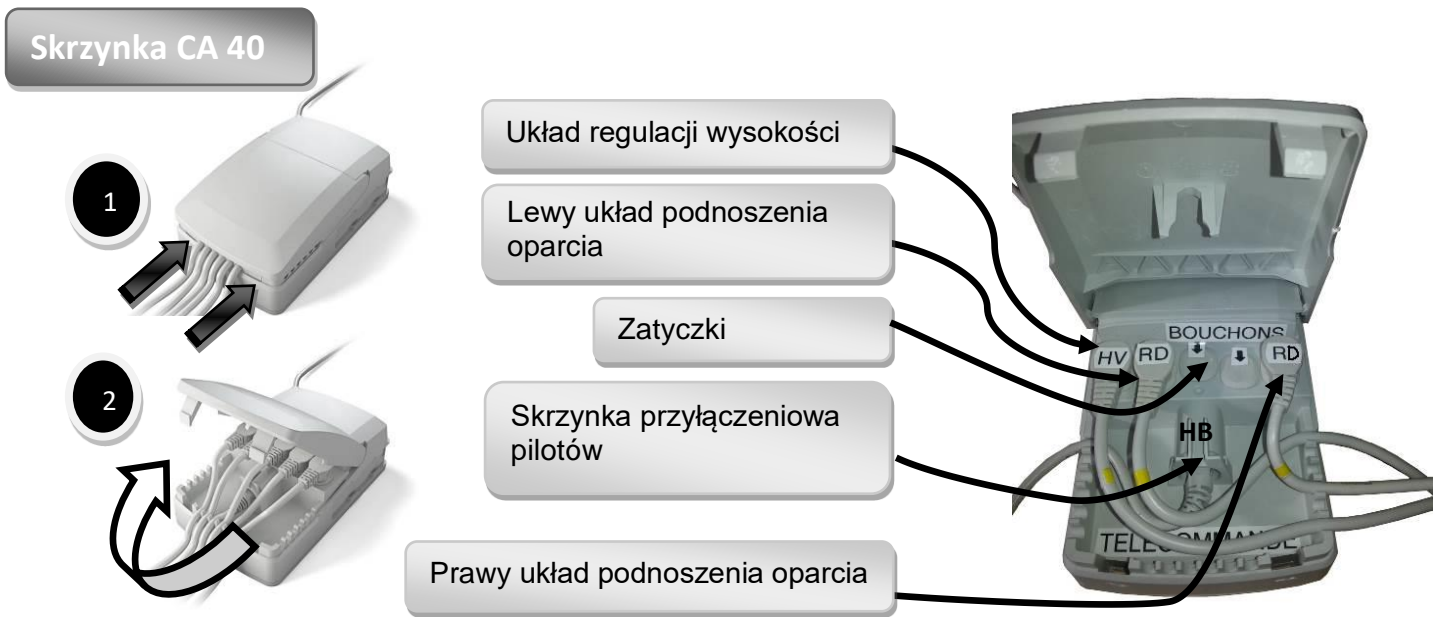 Skrzynka CA 40
1
2
Układ regulacji wysokości
Lewy układ podnoszenia
oparcia
Zatyczki
Skrzynka przyłączeniowa
pilotów
Prawy układ podnoszenia oparcia
BOUCHONS
HV
RD
RD
HB
TELECOMMANDE